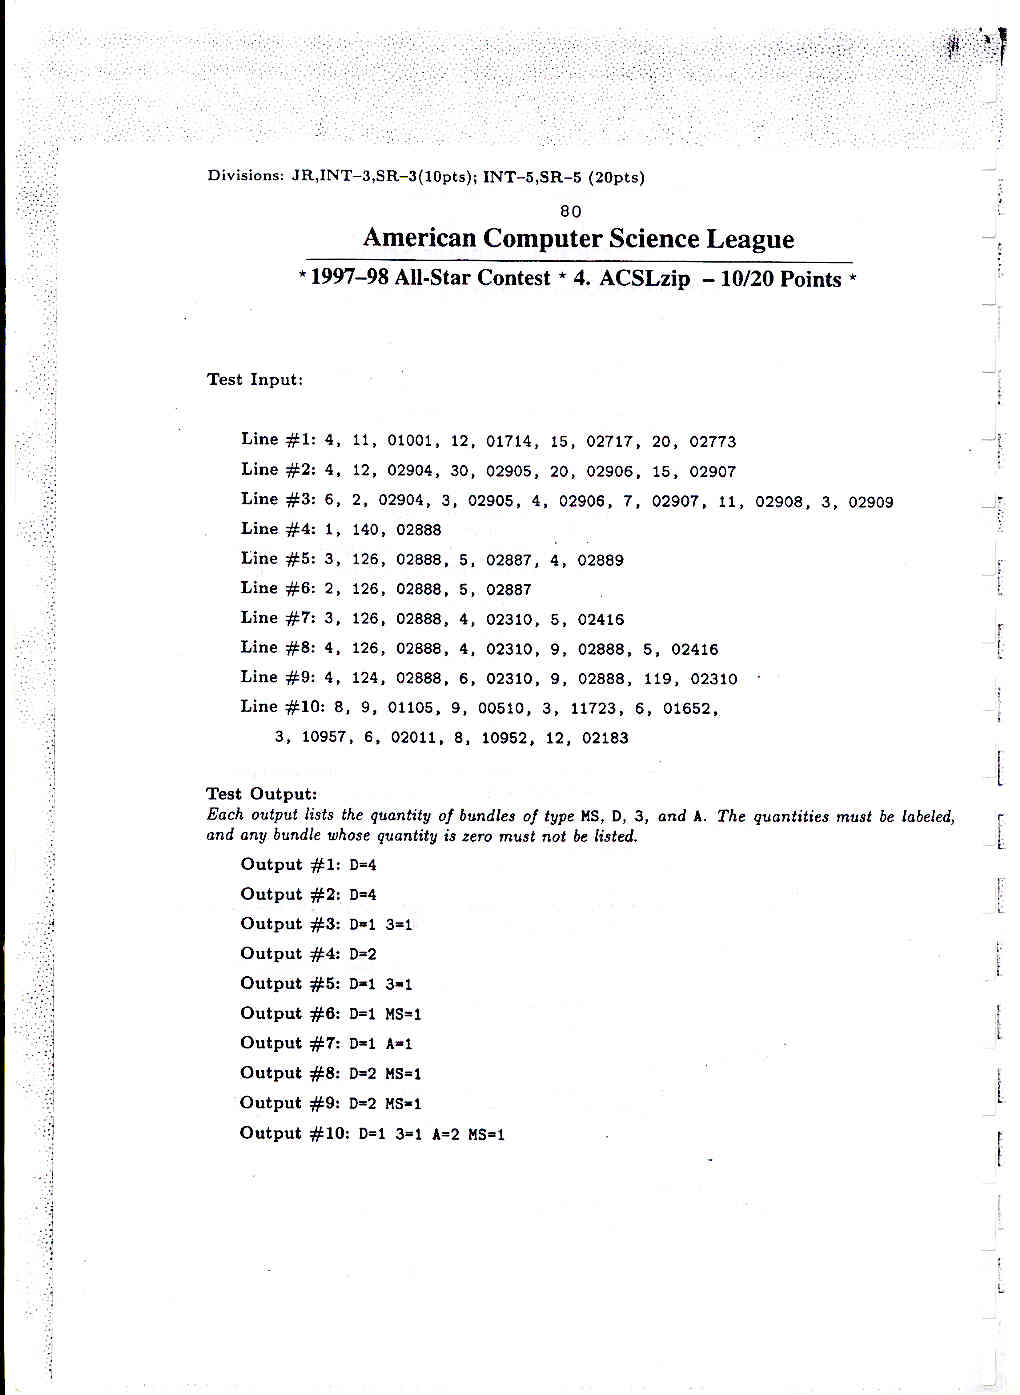 Divisions: JR,INT–3,SR–3(10pts); INT–5,SR–5 (20pts)
80
American Computer Science League
* 1997–98 All-Star Contest * 4. ACSLzip – 10/20 Points *
Test Input:
Line #1: 4, 11, 01001, 12, 01714, 15, 02717, 20, 02773
Line #2: 4, 12, 02904, 30, 02905, 20, 02906, 15, 02907
Line #3: 6, 2, 02904, 3, 02905, 4, 02906, 7, 02907, 11, 02908, 3, 02909
Line #4: 1, 140, 02888
Line #5: 3, 126, 02888, 5, 02887, 4, 02889
Line #6: 2, 126, 02888, 5, 02887
Line #7: 3, 126, 02888, 4, 02310, 5, 02416
Line #8: 4, 126, 02888, 4, 02310, 9, 02888, 5, 02416
Line #9: 4, 124, 02888, 6, 02310, 9, 02888, 119, 02310
Line #10: 8, 9, 01105, 9, 00510, 3, 11723, 6, 01652,
3, 10957, 6, 02011, 8, 10952, 12, 02183
Test Output:
Each output lists the quantity of bundles of type MS, D, 3, and A. The quantities must be labeled,
and any bundle whose quantity is zero must not be listed.
Output #1: D=4
Output #2: D=4
Output #3: D=1 3=1
Output #4: D=2
Output #5: D=1 3=1
Output #6: D=1 MS=1
Output #7: D=1 A=1
Output #8: D=2 MS=1
Output #9: D=2 MS=1
Output #10: D=1 3=1 A=2 MS=1